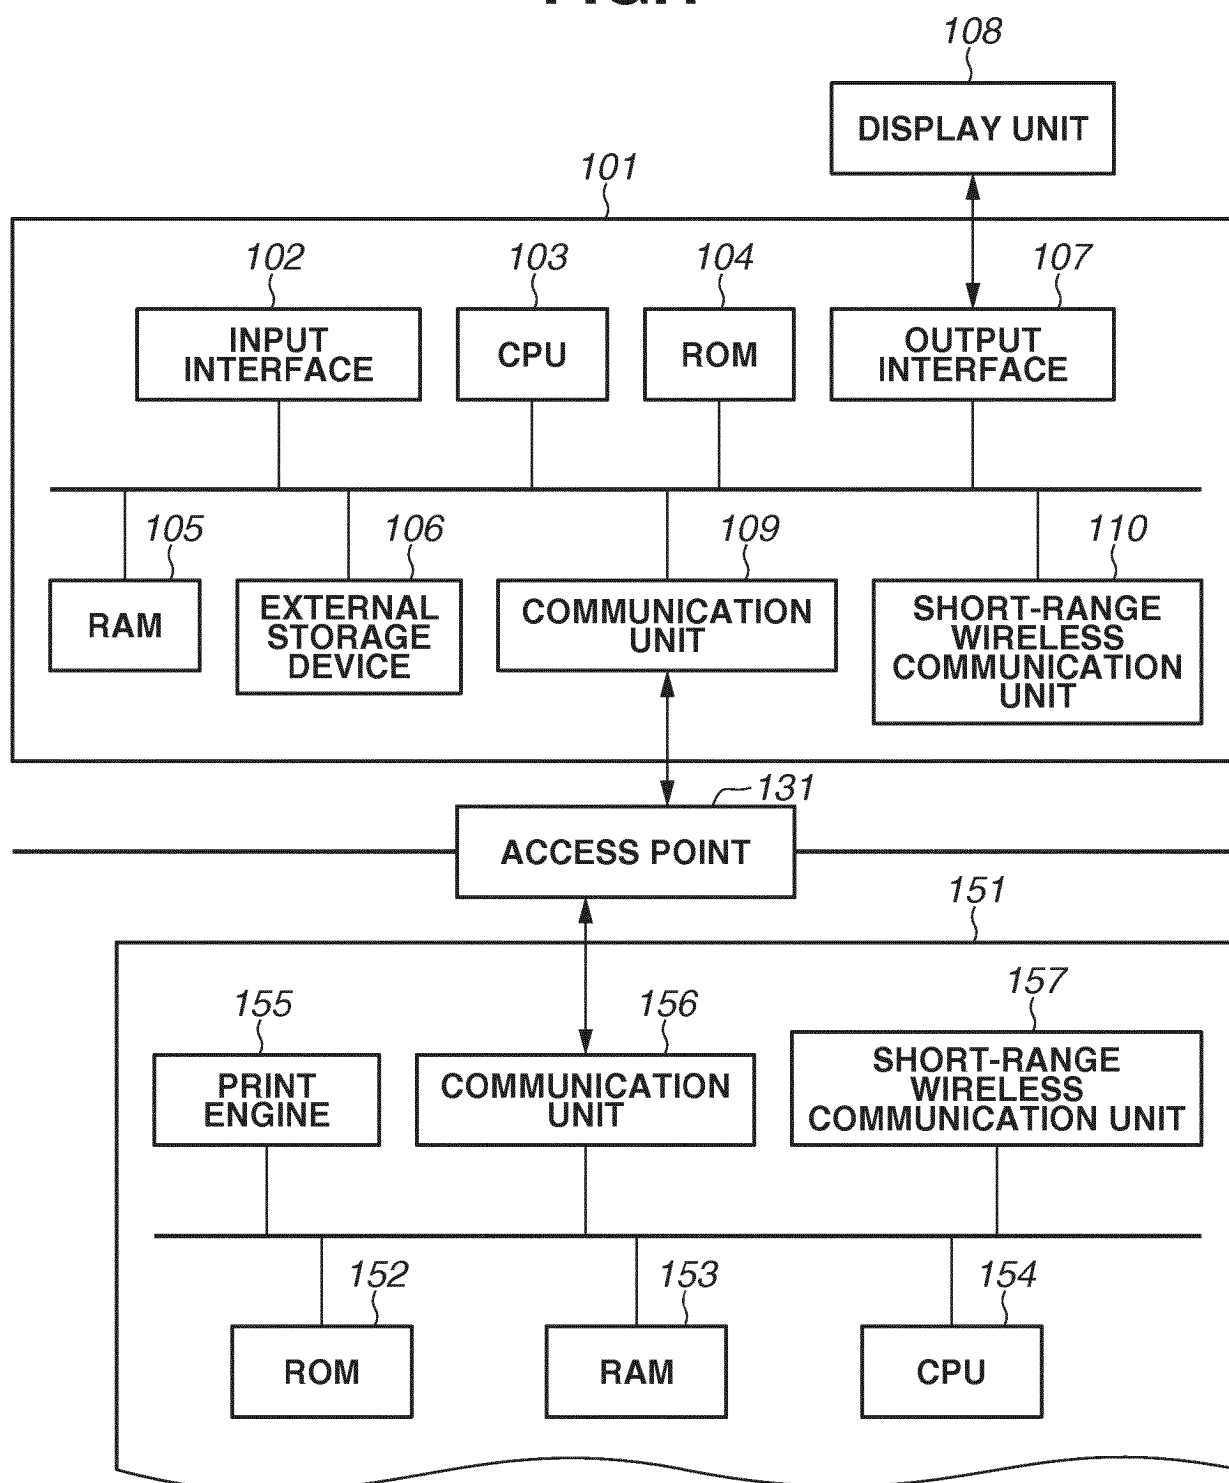 108
DISPLAY UNIT
101
102
103
104
107
INPUT
INTERFACE
CPU
ROM
OUTPUT
INTERFACE
105
106
109
110
RAM
EXTERNAL
STORAGE
DEVICE
COMMUNICATION
UNIT
SHORT-RANGE
WIRELESS
COMMUNICATION
UNIT
131
ACCESS POINT
151
155
156
157
PRINT
ENGINE
COMMUNICATION
UNIT
SHORT-RANGE
WIRELESS
COMMUNICATION UNIT
152
153
154
ROM
RAM
CPU